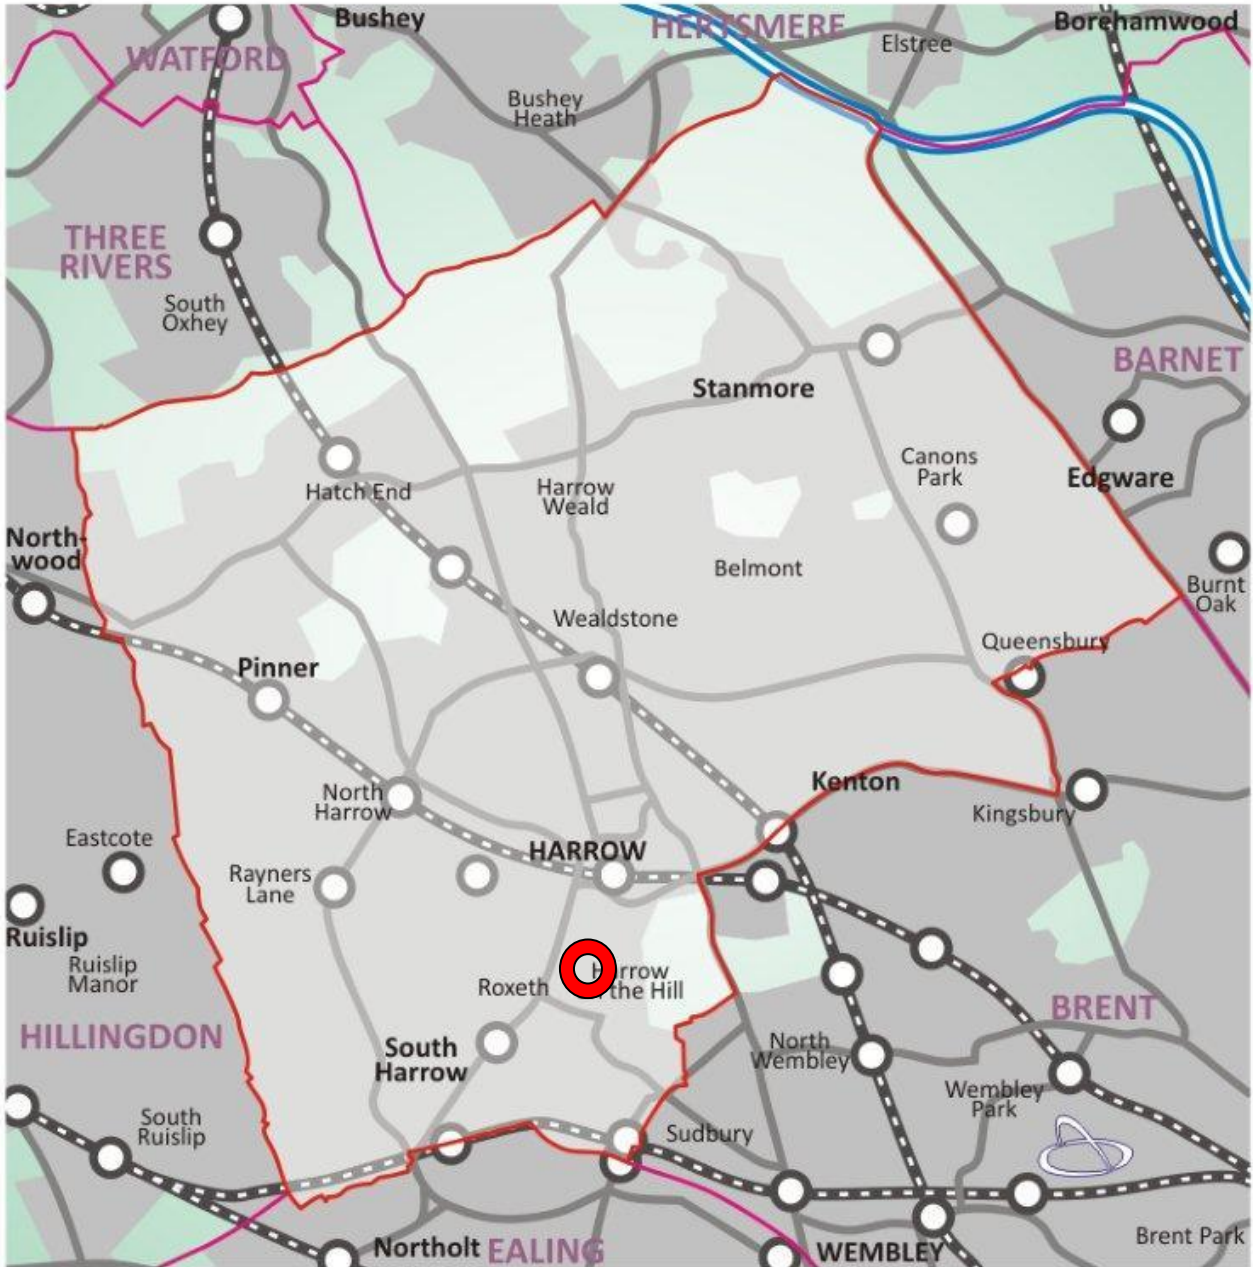 Bushey
HERTSMERE
Borehamwood
WATFORD
Elstree
Bushey
Heath
THREE
RIVERS
South
Oxhey
BARNET
Stanmore
Canons
Park
Edgware
Hatch End
Harrow
Weald
North-
wood
Belmont
Burnt
Oak
Wealdstone
Queensbury
Pinner
Kenton
North
Harrow
Kingsbury
Eastcote
HARROW
Rayners
Lane
Ruislip
Ruislip
Manor
Roxeth
rrow
the Hill
BRENT
HILLINGDON
South
Harrow
North
Wembley
Wembley
Park
South
Ruislip
Sudbury
Northolt
EALING
WEMBLEY
Brent Park